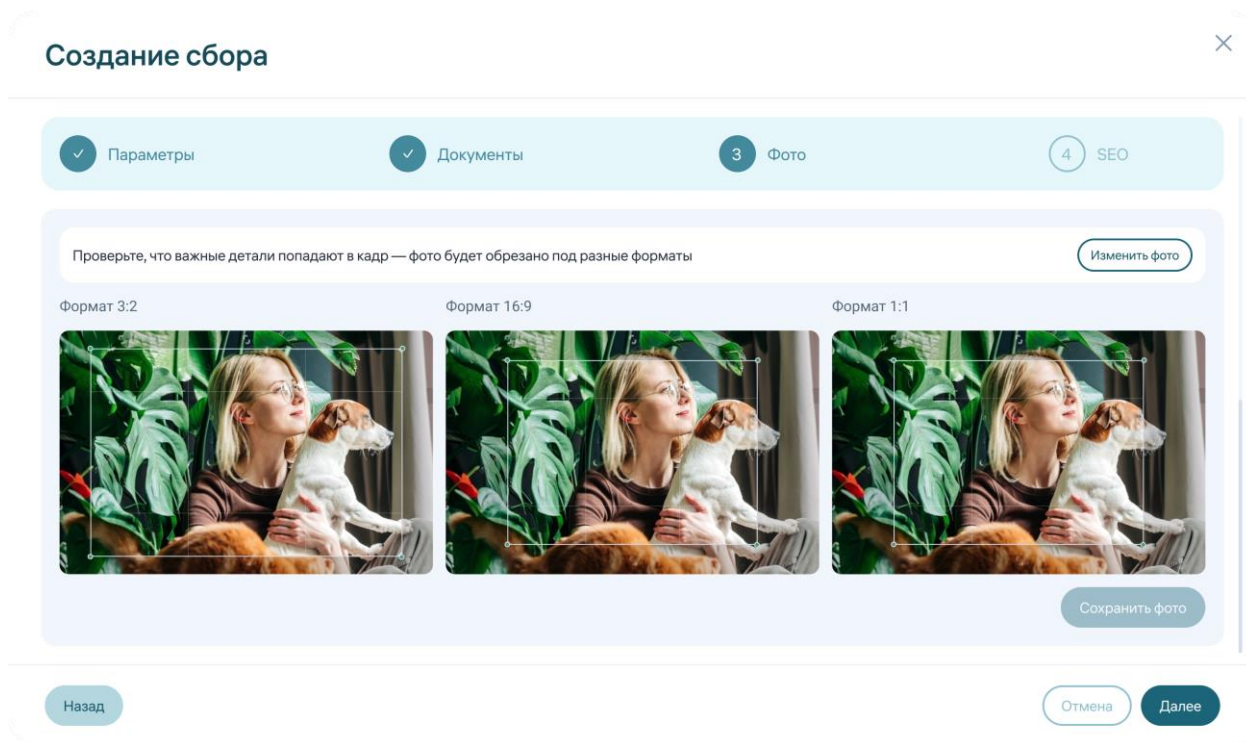 Создание сбора
Параметры
Документы
3 Фото
4 SEO
Проверьте, что важные детали попадают в кадр — фото будет обрезано под разные форматы
Изменить фото
Формат 3:2
Формат 16:9
Формат 1:1
Сохранить фото
Назад
Отмена
Далее